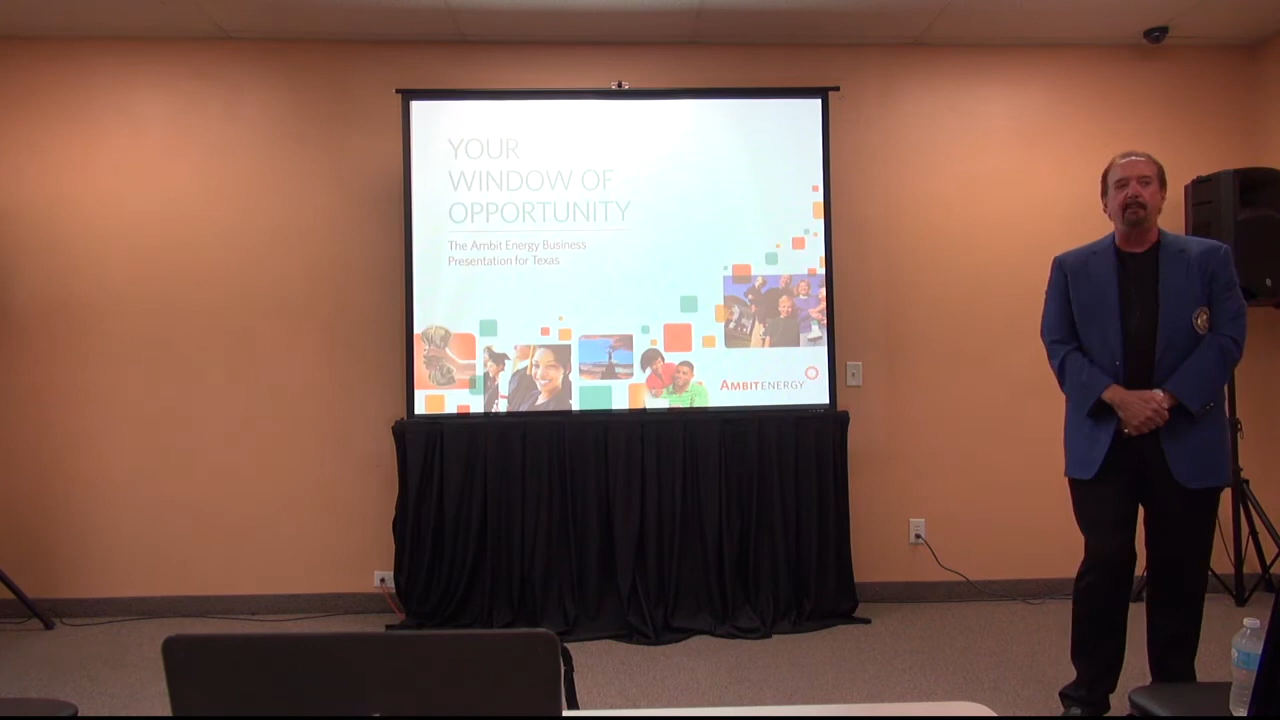 YOUR
WINDOW OF
OPPORTUNITY
The Ambit Energy Business
Presentation for Texas
AMBITENERGY